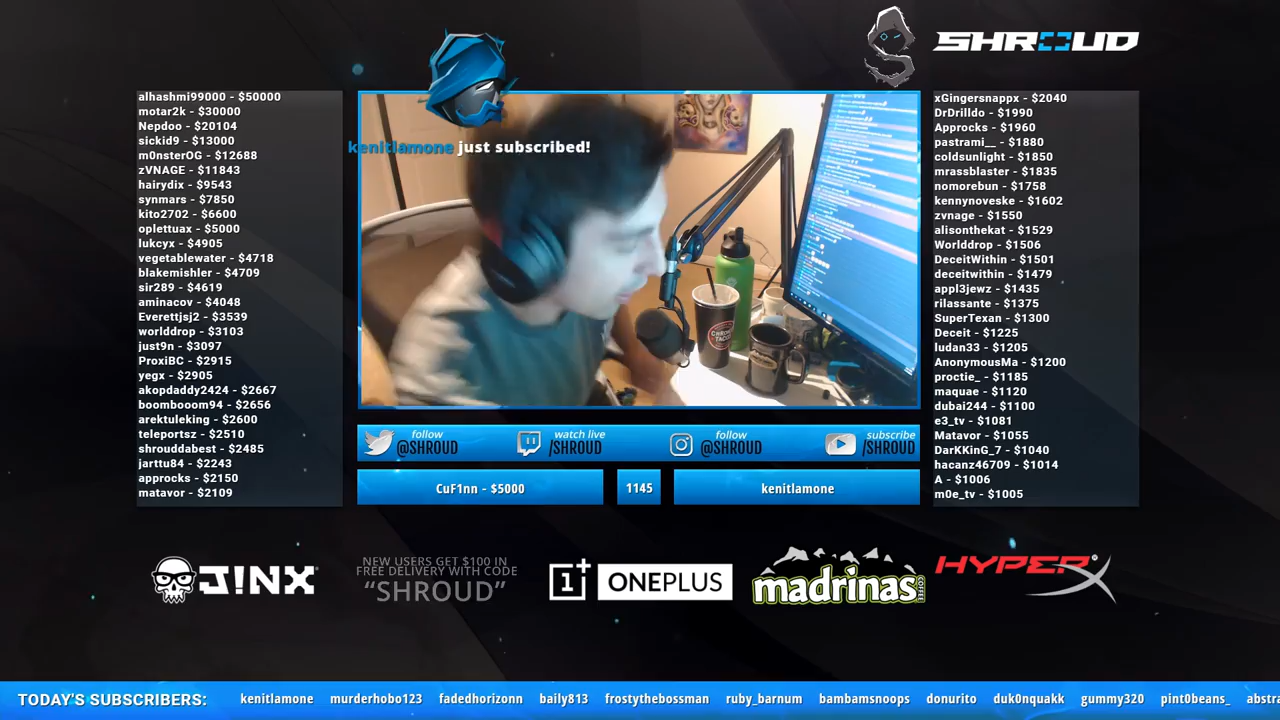 SHROUD
alhashmi99000 - $50000
motar2k - $30000
Nepdoo - $20104
sicard9 - $13000
m0nsterOG - $12688
zVNAGE - $11843
hairydix - $9543
synmars - $7850
kito2702 - $6600
oplettuax - $5000
lukcyx - $4905
vegetablewater - $4718
blakemishler - $4709
sir289 - $4619
aminacov - $4048
Everettjsj2 - $3539
worlddrop - $3103
just9n - $3097
ProxiBC - $2915
yegx - $2905
akopdaddy2424 - $2667
boombooom94 - $2656
arektuleking - $2600
teleportsz - $2510
shrouddabest - $2485
jarttu84 - $2243
approcks - $2150
matavor - $2109
kenitlamone just subscribed!
xGingersnappx - $2040
DrDrilldo - $1990
Approcks - $1960
pastrami__ - $1880
coldsunlight - $1850
mrassblaster - $1835
nomorebun - $1758
kennynoveske - $1602
zvnage - $1550
alisonthekat - $1529
Worlddrop - $1506
DeceitWithin - $1501
deceitwithin - $1479
appl3jewz - $1435
rilassante - $1375
SuperTexan - $1300
Deceit - $1225
ludan33 - $1205
AnonymousMa - $1200
proctie_ - $1185
maquae - $1120
dubai244 - $1100
e3_tv - $1081
Matavor - $1055
DarKKinG_7 - $1040
hacanz46709 - $1014
A - $1006
m0e_tv - $1005
follow @SHROUD
watch live /SHROUD
follow @SHROUD
subscribe /SHROUD
CuF1nn - $5000
1145
kenitlamone
J!NX
NEW USERS GET $100 IN
FREE DELIVERY WITH CODE
“SHROUD”
1+ ONEPLUS
madrinas COFFEE
HYPERX
TODAY'S SUBSCRIBERS: kenitlamone murderhobo123 fadedhorizonn baily813 frostythebossman ruby_barnum bambamsnoops donurito duk0nquakk gummy320 pint0beans_ abstr